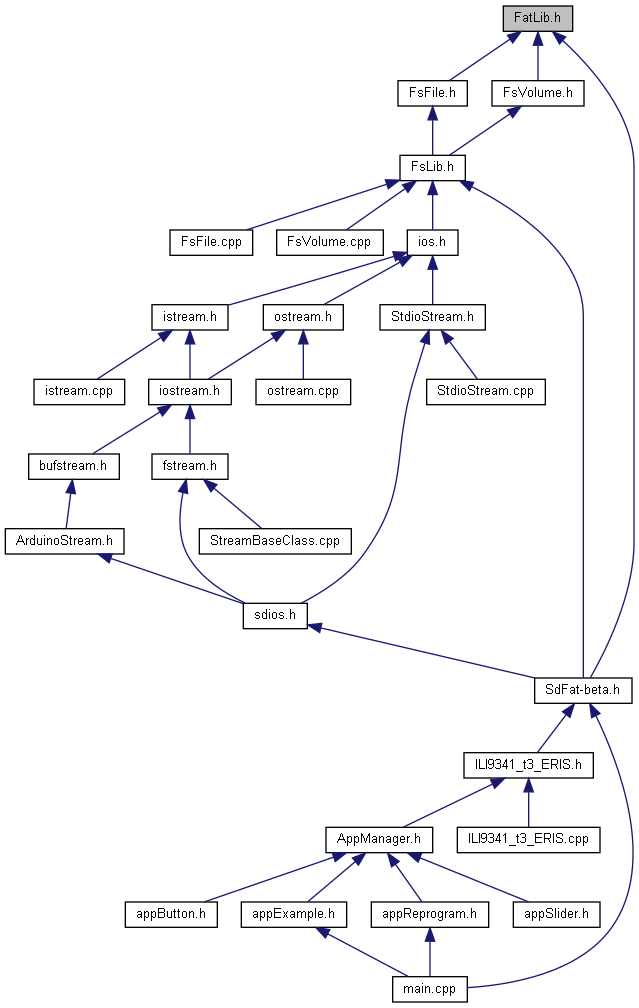 FatLib.h
FsFile.h
FsVolume.h
FsLib.h
FsFile.cpp
FsVolume.cpp
ios.h
istream.h
ostream.h
StdioStream.h
istream.cpp
iostream.h
ostream.cpp
StdioStream.cpp
bufstream.h
fstream.h
ArduinoStream.h
StreamBaseClass.cpp
sdios.h
SdFat-beta.h
ILI9341_t3_ERIS.h
AppManager.h
ILI9341_t3_ERIS.cpp
appButton.h
appExample.h
appReprogram.h
appSlider.h
main.cpp